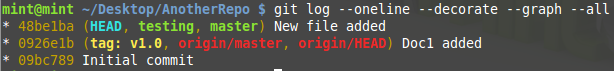 mint@mint ~/Desktop/AnotherRepo $ git log --oneline --decorate --graph --all
* 48be1ba (HEAD, testing, master) New file added
* 0926e1b (tag: v1.0, origin/master, origin/HEAD) Doc1 added
* 09bc789 Initial commit